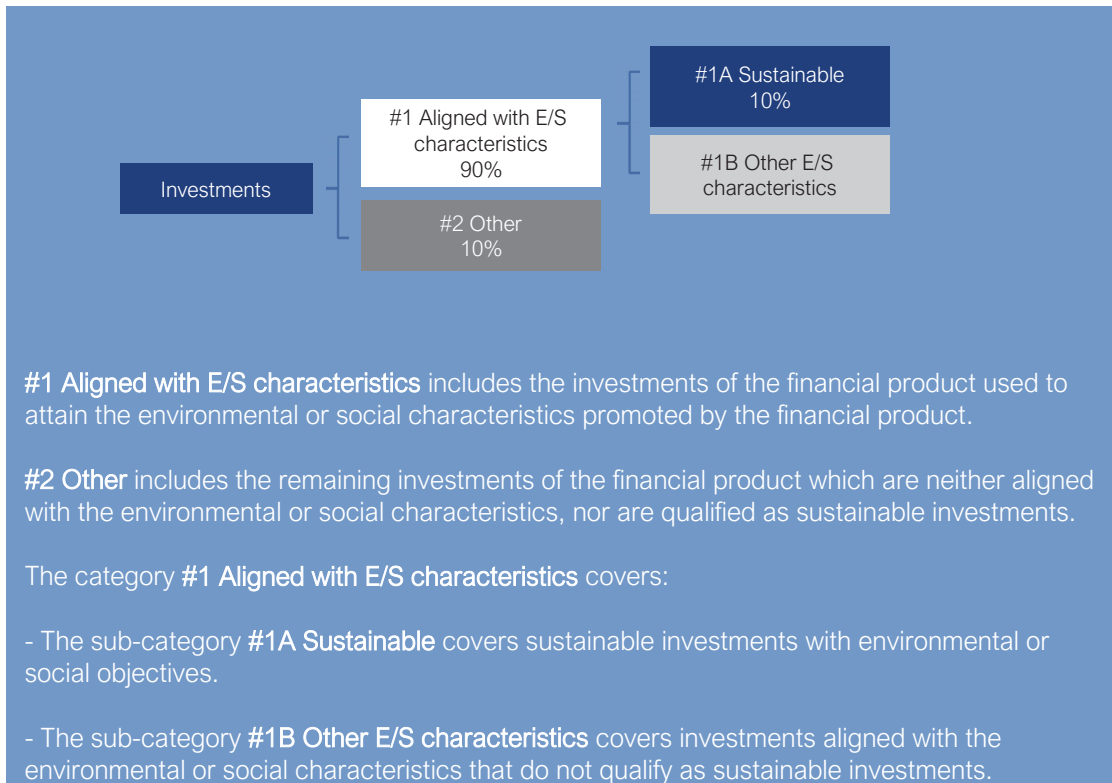 Investments
#1 Aligned with E/S
characteristics
90%
#2 Other
10%
#1A Sustainable
10%
#1B Other E/S
characteristics
#1 Aligned with E/S characteristics includes the investments of the financial product used to
attain the environmental or social characteristics promoted by the financial product.
#2 Other includes the remaining investments of the financial product which are neither aligned
with the environmental or social characteristics, nor are qualified as sustainable investments.
The category #1 Aligned with E/S characteristics covers:
- The sub-category #1A Sustainable covers sustainable investments with environmental or
social objectives.
- The sub-category #1B Other E/S characteristics covers investments aligned with the
environmental or social characteristics that do not qualify as sustainable investments.